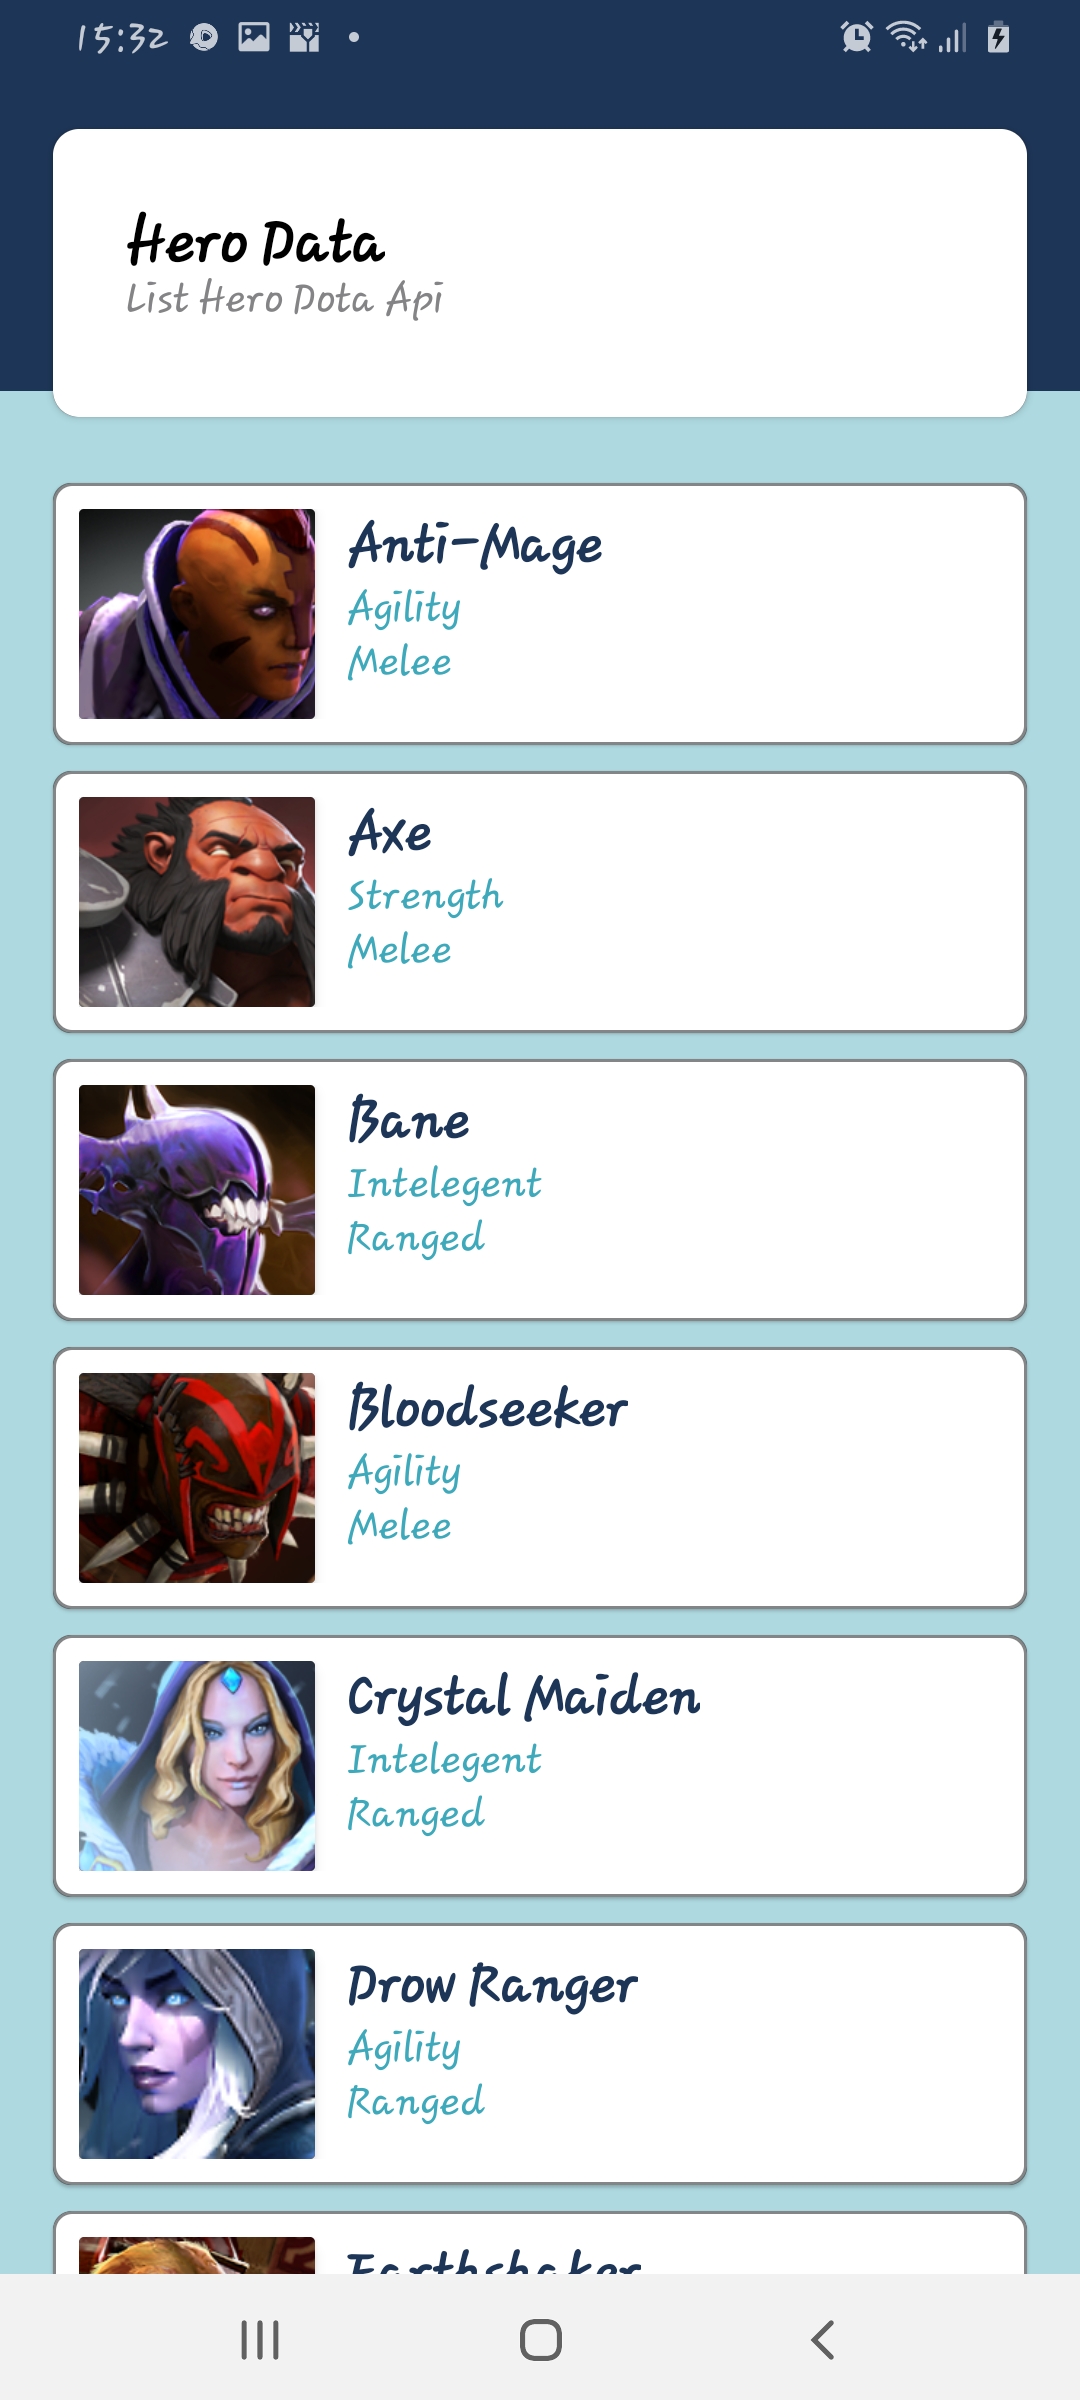 15:32
Hero Data
List Hero Dota Api
Anti-Mage
Agility
Melee
Axe
Strength
Melee
Bane
Intelegent
Ranged
Bloodseeker
Agility
Melee
Crystal Maiden
Intelegent
Ranged
Drow Ranger
Agility
Ranged
Earthshaker